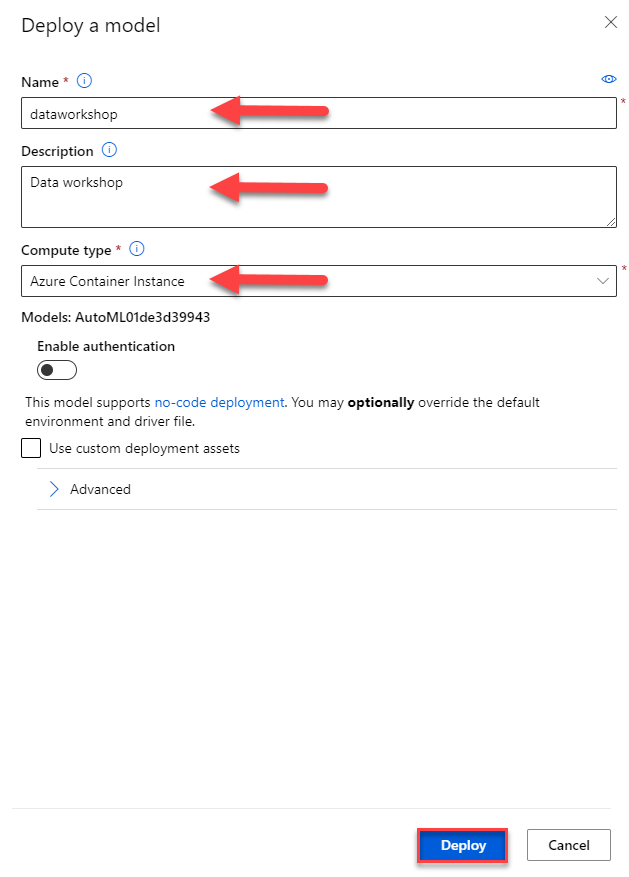 Deploy a model
Name *
dataworkshop
*
Description
Data workshop
Compute type *
Azure Container Instance
*
Models: AutoML01de3d39943
Enable authentication
This model supports no-code deployment. You may optionally override the default
environment and driver file.
Use custom deployment assets
Advanced
Deploy
Cancel